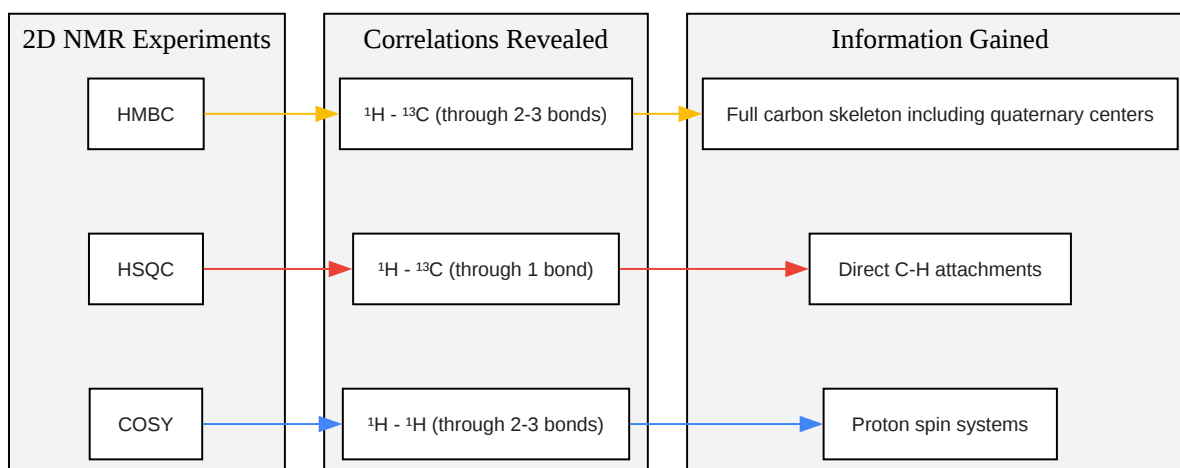 2D NMR Experiments
Correlations Revealed
Information Gained
HMBC
¹H - ¹³C (through 2-3 bonds)
Full carbon skeleton including quaternary centers
HSQC
¹H - ¹³C (through 1 bond)
Direct C-H attachments
COSY
¹H - ¹H (through 2-3 bonds)
Proton spin systems